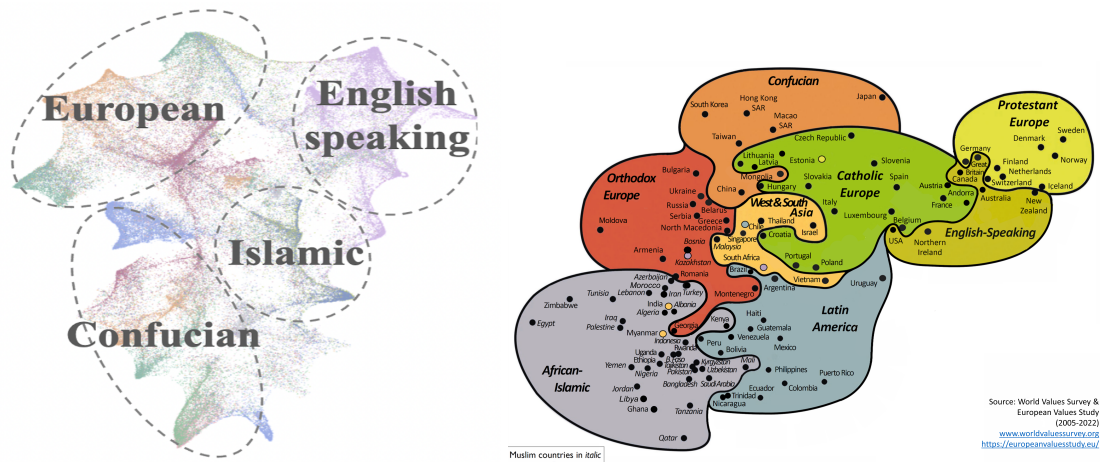 European
English
speaking
Islamic
Confucian
Confucian
Japan
South Korea
Hong Kong
SAR
Macao
SAR
Taiwan
Czech Republic
Protestant
Europe
Denmark
Sweden
Norway
Germany
Great
Britain
Finland
Netherlands
Canada
Switzerland
Iceland
Lithuania
Latvia
Estonia
Slovenia
Mongolia
Catholic
Europe
Slovakia
Spain
Austria
Andorra
France
Australia
New
Zealand
Orthodox
Europe
Bulgaria
China
Hungary
Ukraine
Russia
Belarus
Serbia
Greece
North Macedonia
Moldova
West & South
Asia
Italy
Luxembourg
Belgium
USA
Northern
Ireland
English-Speaking
Chile
Thailand
Singapore
Israel
Malaysia
Croatia
Bosnia
Armenia
Kazakhstan
South Africa
Portugal
Poland
Azerbaijan
Romania
Brazil
Vietnam
Uruguay
Morocco
Lebanon
Iran
Turkey
Montenegro
Argentina
Tunisia
Zimbabwe
India
Albania
Algeria
Latin
America
Egypt
Iraq
Palestine
Myanmar
Georgia
Kenya
Haiti
Guatemala
Indonesia
Rwanda
Peru
Venezuela
Mexico
Bolivia
Uganda
Ethiopia
B.Faso
Yemen
Nigeria
Tajikistan
Pakistan
Kyrgyzstan
Uzbekistan
Mali
Philippines
Puerto Rico
African-
Islamic
Bangladesh
Saudi Arabia
Ecuador
Colombia
Jordan
Libya
Ghana
Tanzania
Trinidad
Nicaragua
Qatar
Source: World Values Survey &
European Values Study
(2005-2022)
www.worldvaluessurvey.org
https://europeanvaluesstudy.eu/
Muslim countries in italic